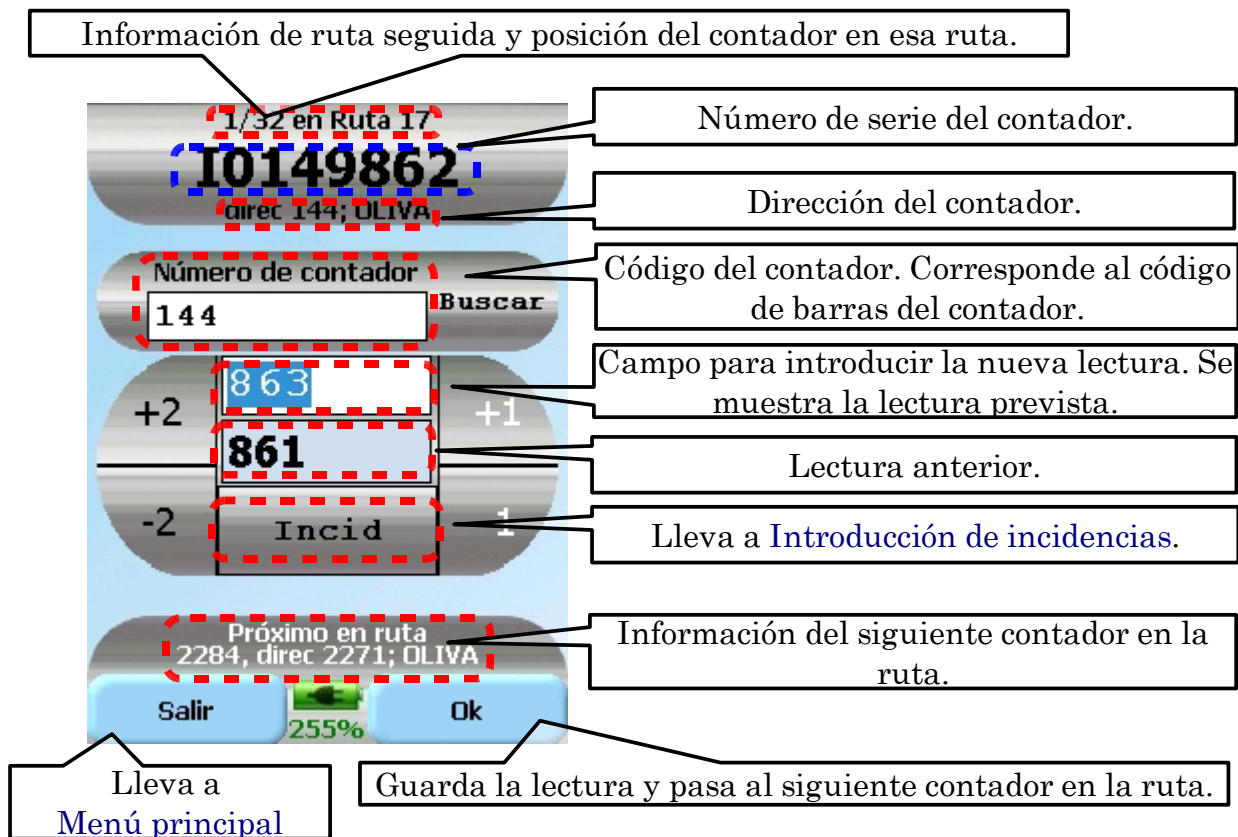 Información de ruta seguida y posición del contador en esa ruta.
1/32 en Ruta 17
Número de serie del contador.
I0149862
direc 144; OLIVA
Dirección del contador.
Número de contador
144
Buscar
Código del contador. Corresponde al código
de barras del contador.
863
Campo para introducir la nueva lectura. Se
muestra la lectura prevista.
+2
+1
861
Lectura anterior.
-2
Incid
1
Lleva a Introducción de incidencias.
Próximo en ruta
2284, direc 2271; OLIVA
Información del siguiente contador en la
ruta.
Salir
255%
Ok
Lleva a
Menú principal
Guarda la lectura y pasa al siguiente contador en la ruta.